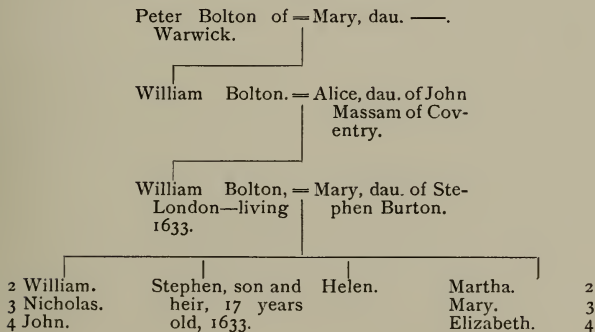 Peter Bolton of = Mary, dau. ——.
Warwick.
William Bolton. = Alice, dau. of John
Massam of Cov-
entry.
William Bolton, = Mary, dau. of Ste-
London—living phen Burton.
1633.
2 William. Stephen, son and Helen. Martha. 2
3 Nicholas. heir, 17 years Mary. 3
4 John. old, 1633. Elizabeth. 4